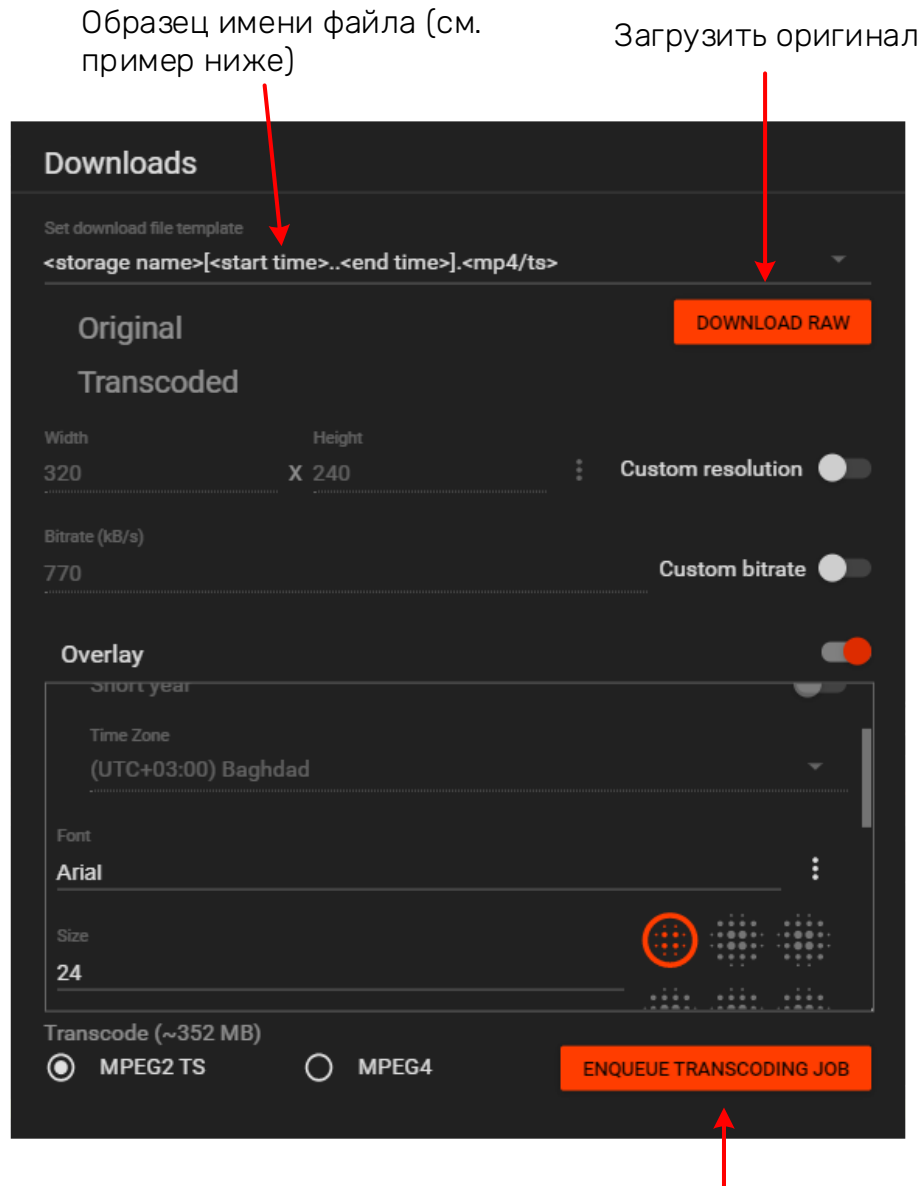 Образец имени файла (см.
пример ниже)
Загрузить оригинал
Downloads
Set download file template
<storage name>[<start time>..<end time>].<mp4/ts>
Original
DOWNLOAD RAW
Transcoded
Width
Height
320
X 240
Custom resolution
Bitrate (kB/s)
770
Custom bitrate
Overlay
Short year
Time Zone
(UTC+03:00) Baghdad
Font
Arial
Size
24
Transcode (~352 MB)
MPEG2 TS
MPEG4
ENQUEUE TRANSCODING JOB